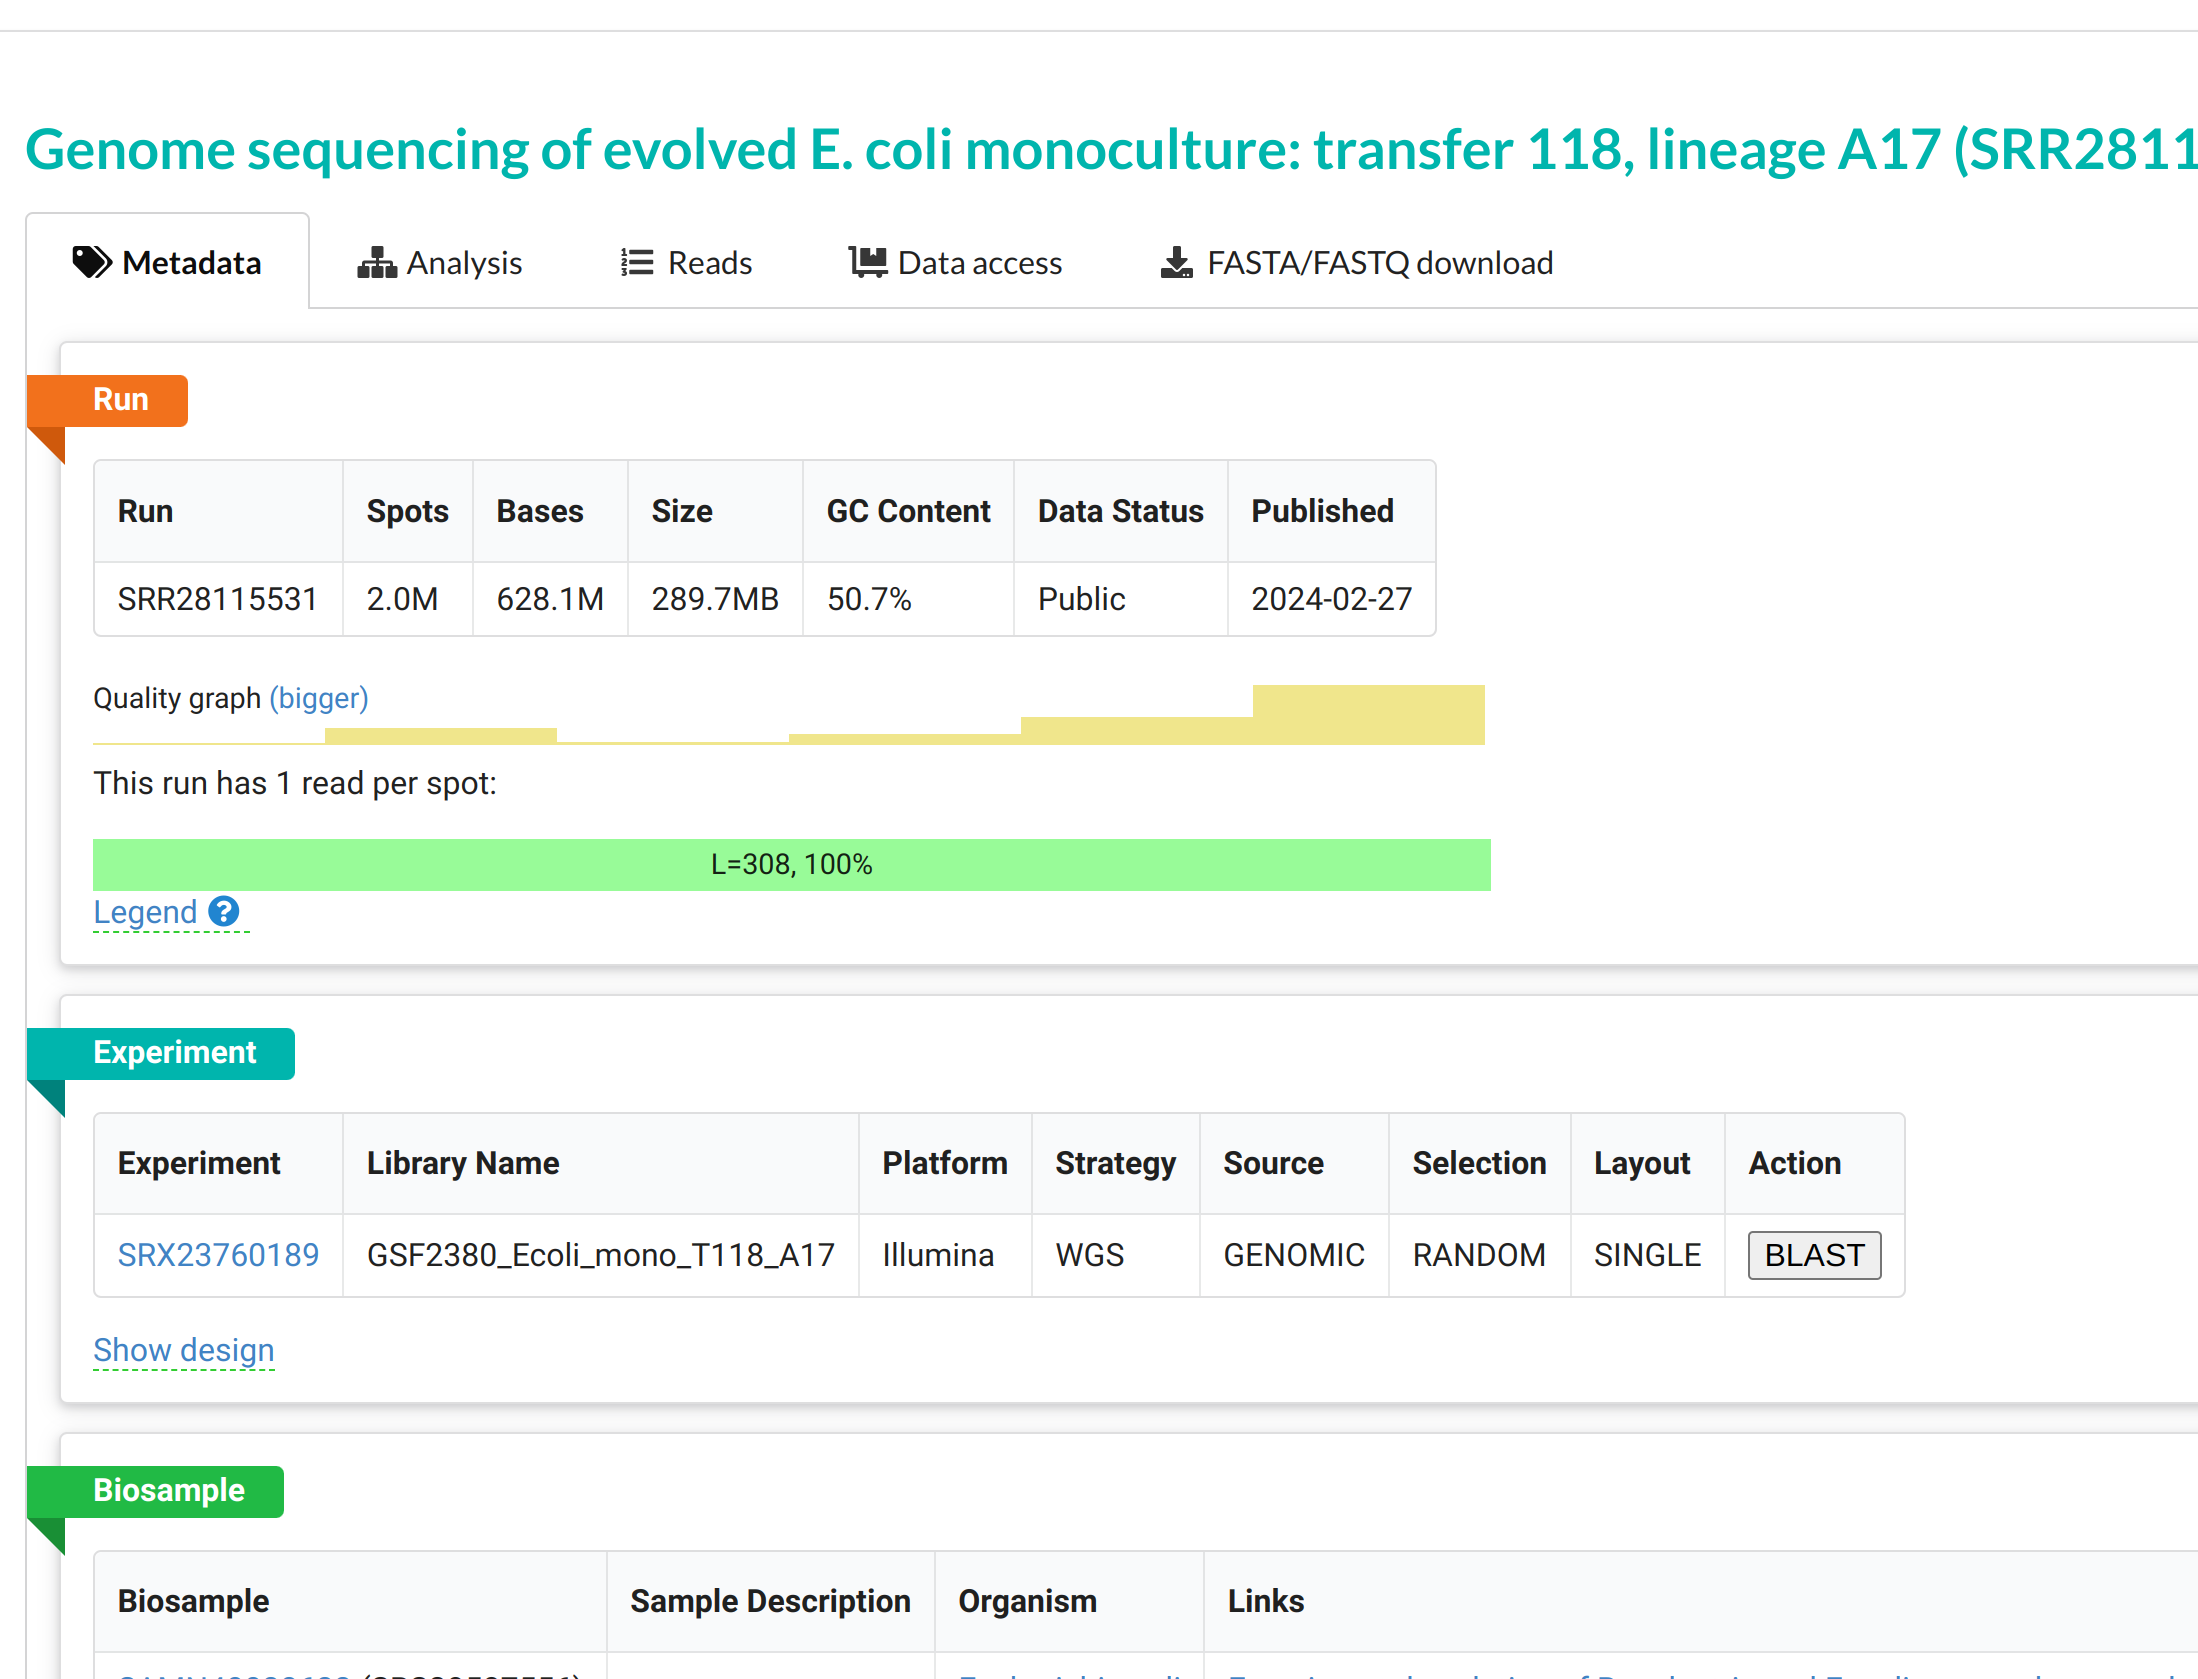 Genome sequencing of evolved E. coli monoculture: transfer 118, lineage A17 (SRR2811
Metadata Analysis Reads Data access FASTA/FASTQ download
Run
Run Spots Bases Size GC Content Data Status Published
SRR28115531 2.0M 628.1M 289.7MB 50.7% Public 2024-02-27
Quality graph (bigger)
This run has 1 read per spot:
L=308, 100%
Legend
Experiment
Experiment Library Name Platform Strategy Source Selection Layout Action
SRX23760189 GSF2380_Ecoli_mono_T118_A17 Illumina WGS GENOMIC RANDOM SINGLE BLAST
Show design
Biosample
Biosample Sample Description Organism Links